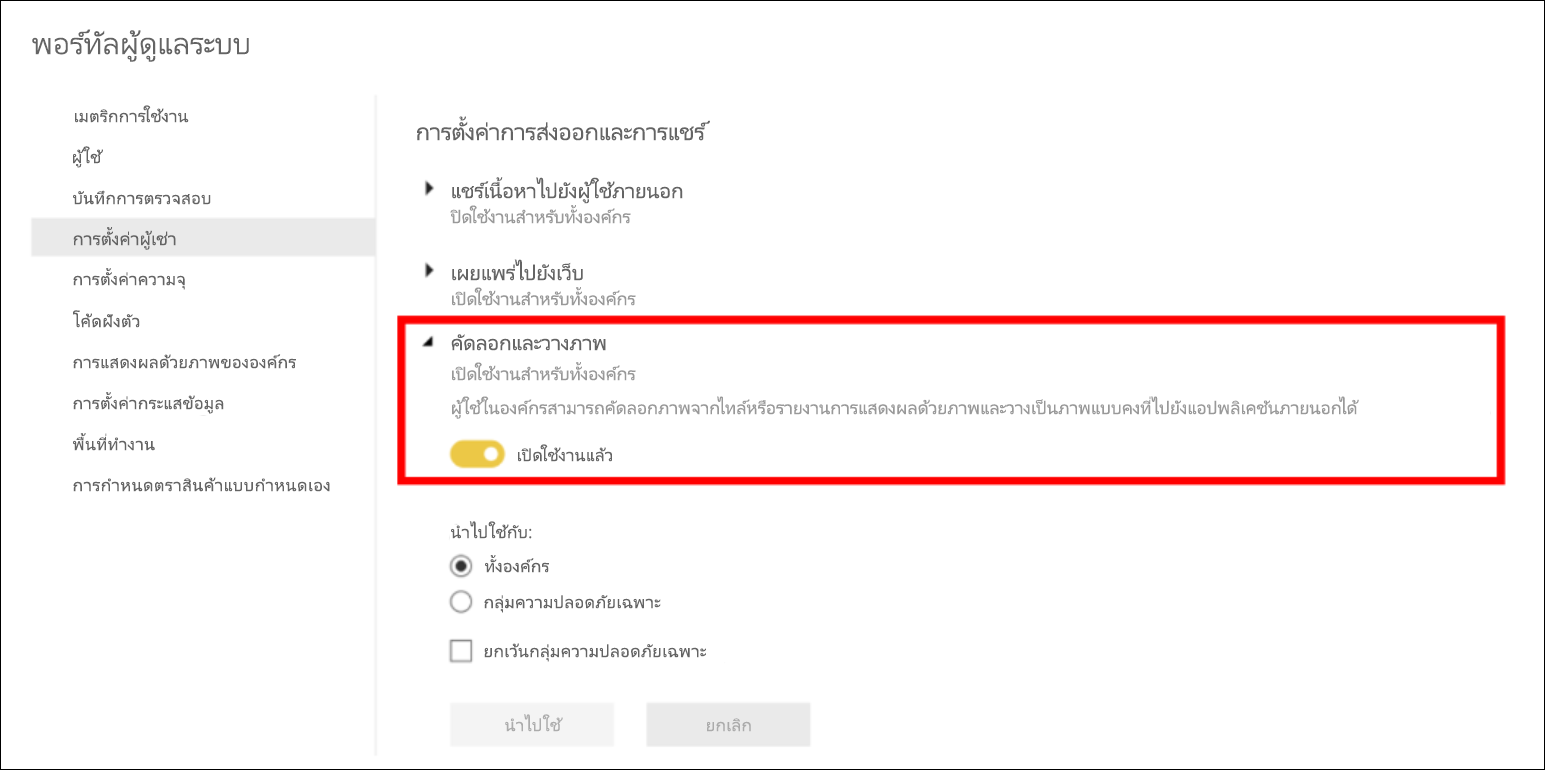 พอร์ทัลผู้ดูแลระบบ
เมตริกการใช้งาน
ผู้ใช้
บันทึกการตรวจสอบ
การตั้งค่าผู้เช่า
การตั้งค่าความจุ
โค้ดฝังตัว
การแสดงผลด้วยภาพขององค์กร
การตั้งค่ากระแสข้อมูล
พื้นที่ทำงาน
การกำหนดตราสินค้าแบบกำหนดเอง
การตั้งค่าการส่งออกและการแชร์
แชร์เนื้อหาไปยังผู้ใช้ภายนอก
ปิดใช้งานสำหรับทั้งองค์กร
เผยแพร่ไปยังเว็บ
เปิดใช้งานสำหรับทั้งองค์กร
คัดลอกและวางภาพ
เปิดใช้งานสำหรับทั้งองค์กร
ผู้ใช้ในองค์กรสามารถคัดลอกภาพจากไทล์หรือรายงานการแสดงผลด้วยภาพและวางเป็นภาพแบบคงที่ไปยังแอปพลิเคชันภายนอกได้
เปิดใช้งานแล้ว
นำไปใช้กับ:
ทั้งองค์กร
กลุ่มความปลอดภัยเฉพาะ
ยกเว้นกลุ่มความปลอดภัยเฉพาะ
นำไปใช้
ยกเลิก